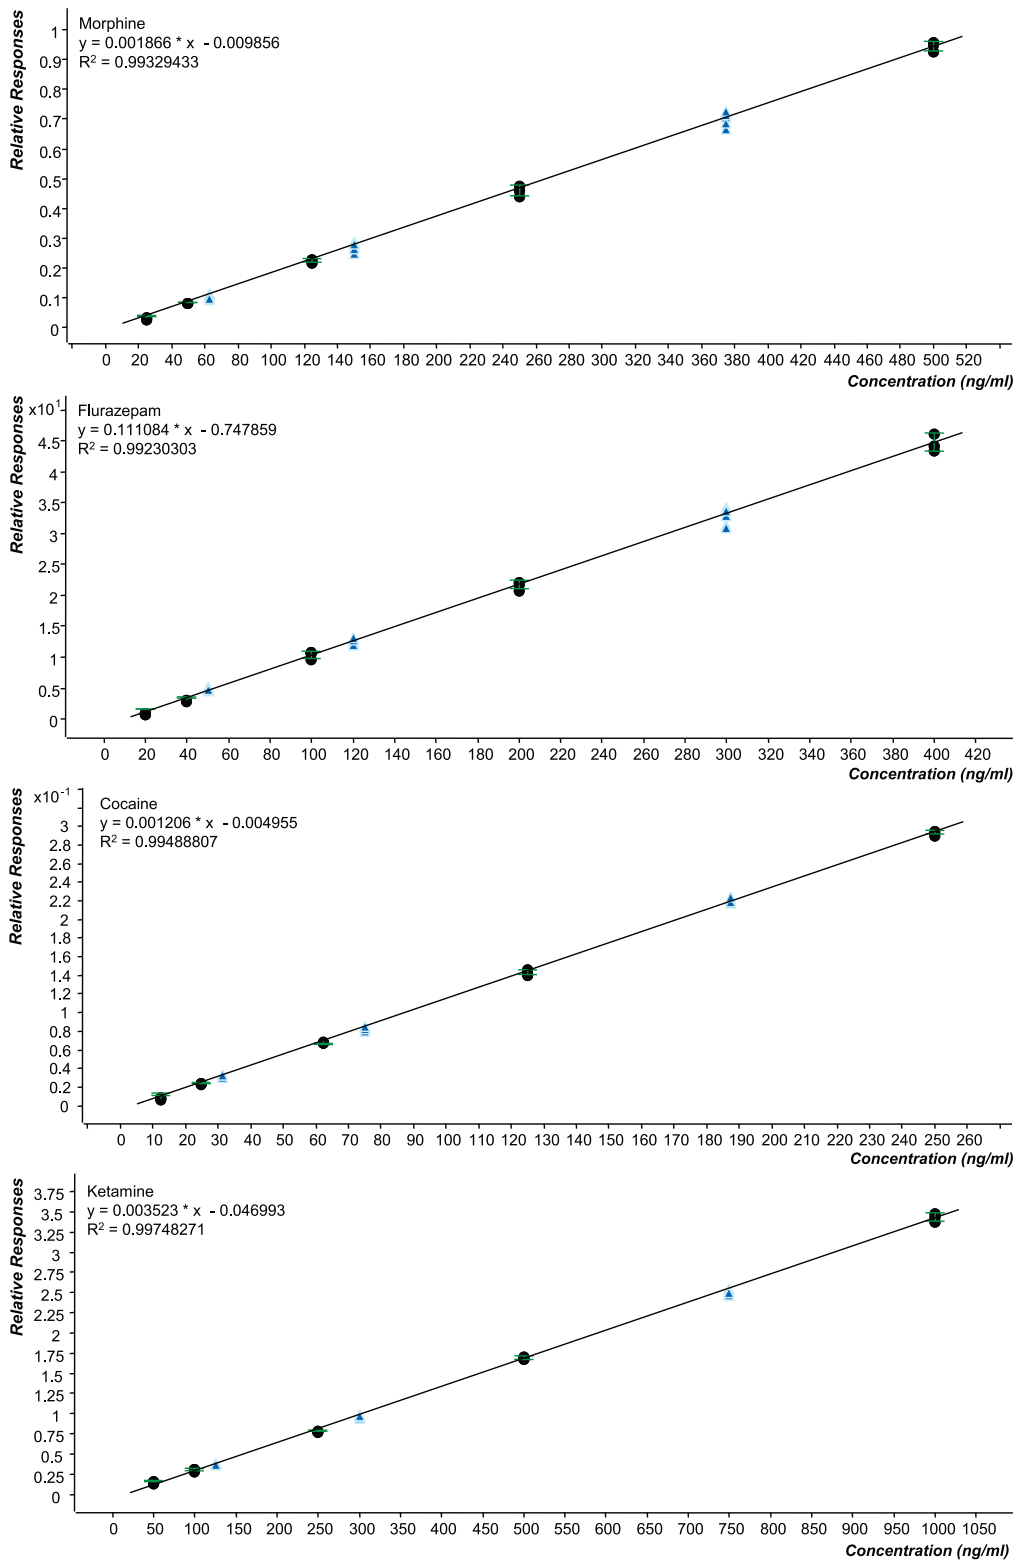 Relative Responses
Morphine
y = 0.001866 * x - 0.009856
R² = 0.99329433
1
0.9
0.8
0.7
0.6
0.5
0.4
0.3
0.2
0.1
0
0 20 40 60 80 100 120 140 160 180 200 220 240 260 280 300 320 340 360 380 400 420 440 460 480 500 520
Concentration (ng/ml)
Relative Responses
x10¹
Flurazepam
y = 0.111084 * x - 0.747859
R² = 0.99230303
4.5
4
3.5
3
2.5
2
1.5
1
0.5
0
0 20 40 60 80 100 120 140 160 180 200 220 240 260 280 300 320 340 360 380 400 420
Concentration (ng/ml)
Relative Responses
x10⁻¹
Cocaine
y = 0.001206 * x - 0.004955
R² = 0.99488807
3
2.8
2.6
2.4
2.2
2
1.8
1.6
1.4
1.2
1
0.8
0.6
0.4
0.2
0
0 10 20 30 40 50 60 70 80 90 100 110 120 130 140 150 160 170 180 190 200 210 220 230 240 250 260
Concentration (ng/ml)
Relative Responses
Ketamine
y = 0.003523 * x - 0.046993
R² = 0.99748271
3.75
3.5
3.25
3
2.75
2.5
2.25
2
1.75
1.5
1.25
1
0.75
0.5
0.25
0
0 50 100 150 200 250 300 350 400 450 500 550 600 650 700 750 800 850 900 950 1000 1050
Concentration (ng/ml)